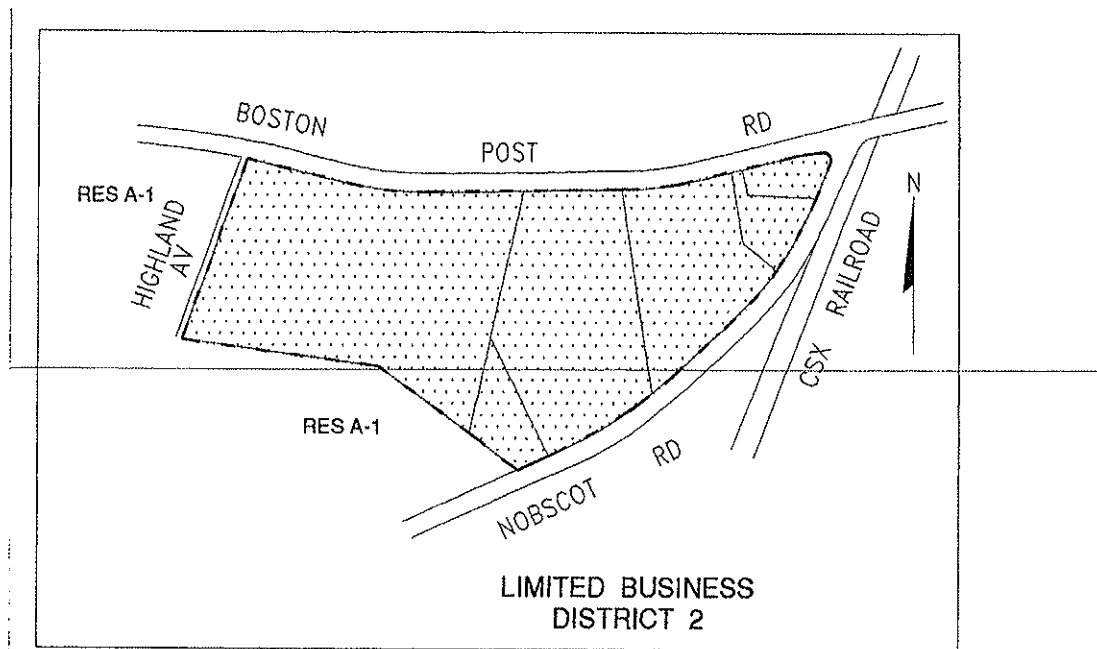 BOSTON POST RD
RES A-1
HIGHLAND
AV
N
CSX RAILROAD
RES A-1
NOBSCOT RD
LIMITED BUSINESS
DISTRICT 2